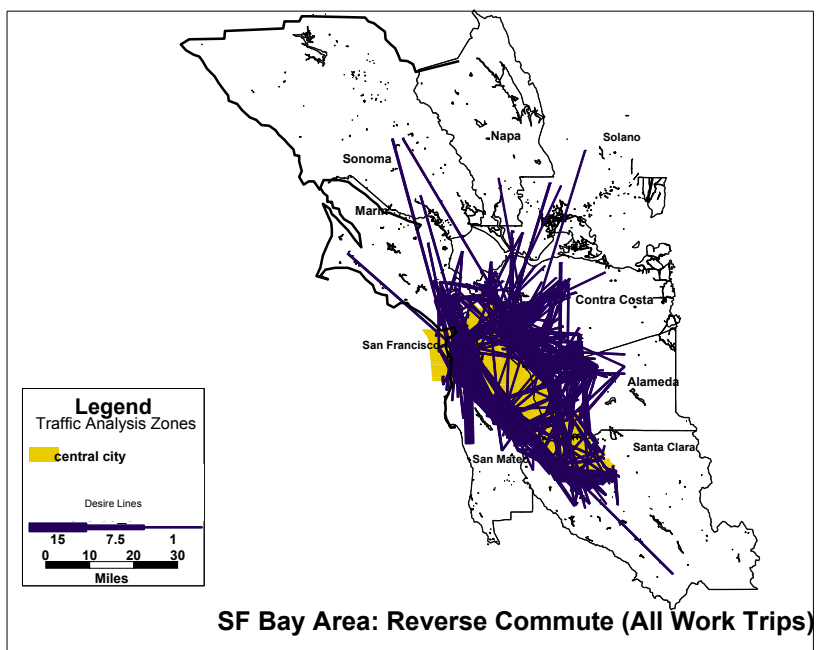 Napa
Solano
Sonoma
Marin
Contra Costa
San Francisco
Alameda
Santa Clara
San Mateo
Legend
Traffic Analysis Zones
central city
Desire Lines
15 7.5 1
0 10 20 30
Miles
SF Bay Area: Reverse Commute (All Work Trips)